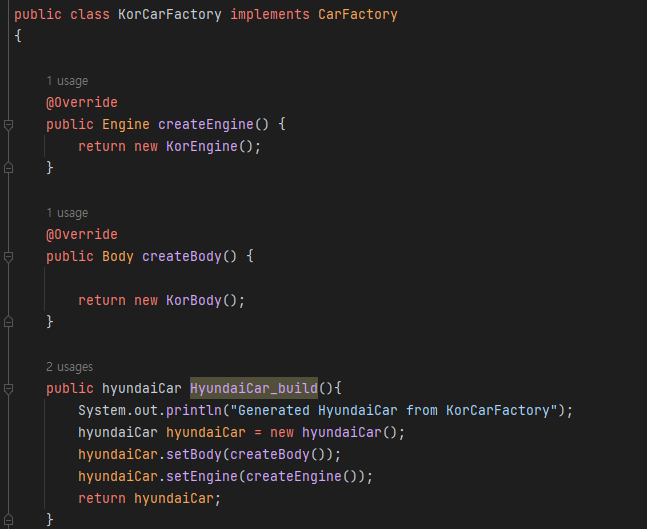 public class KorCarFactory implements CarFactory
{
1 usage
@Override
public Engine createEngine() {
return new KorEngine();
}
1 usage
@Override
public Body createBody() {
return new KorBody();
}
2 usages
public hyundaiCar HyundaiCar_build(){
System.out.println("Generated HyundaiCar from KorCarFactory");
hyundaiCar hyundaiCar = new hyundaiCar();
hyundaiCar.setBody(createBody());
hyundaiCar.setEngine(createEngine());
return hyundaiCar;
}